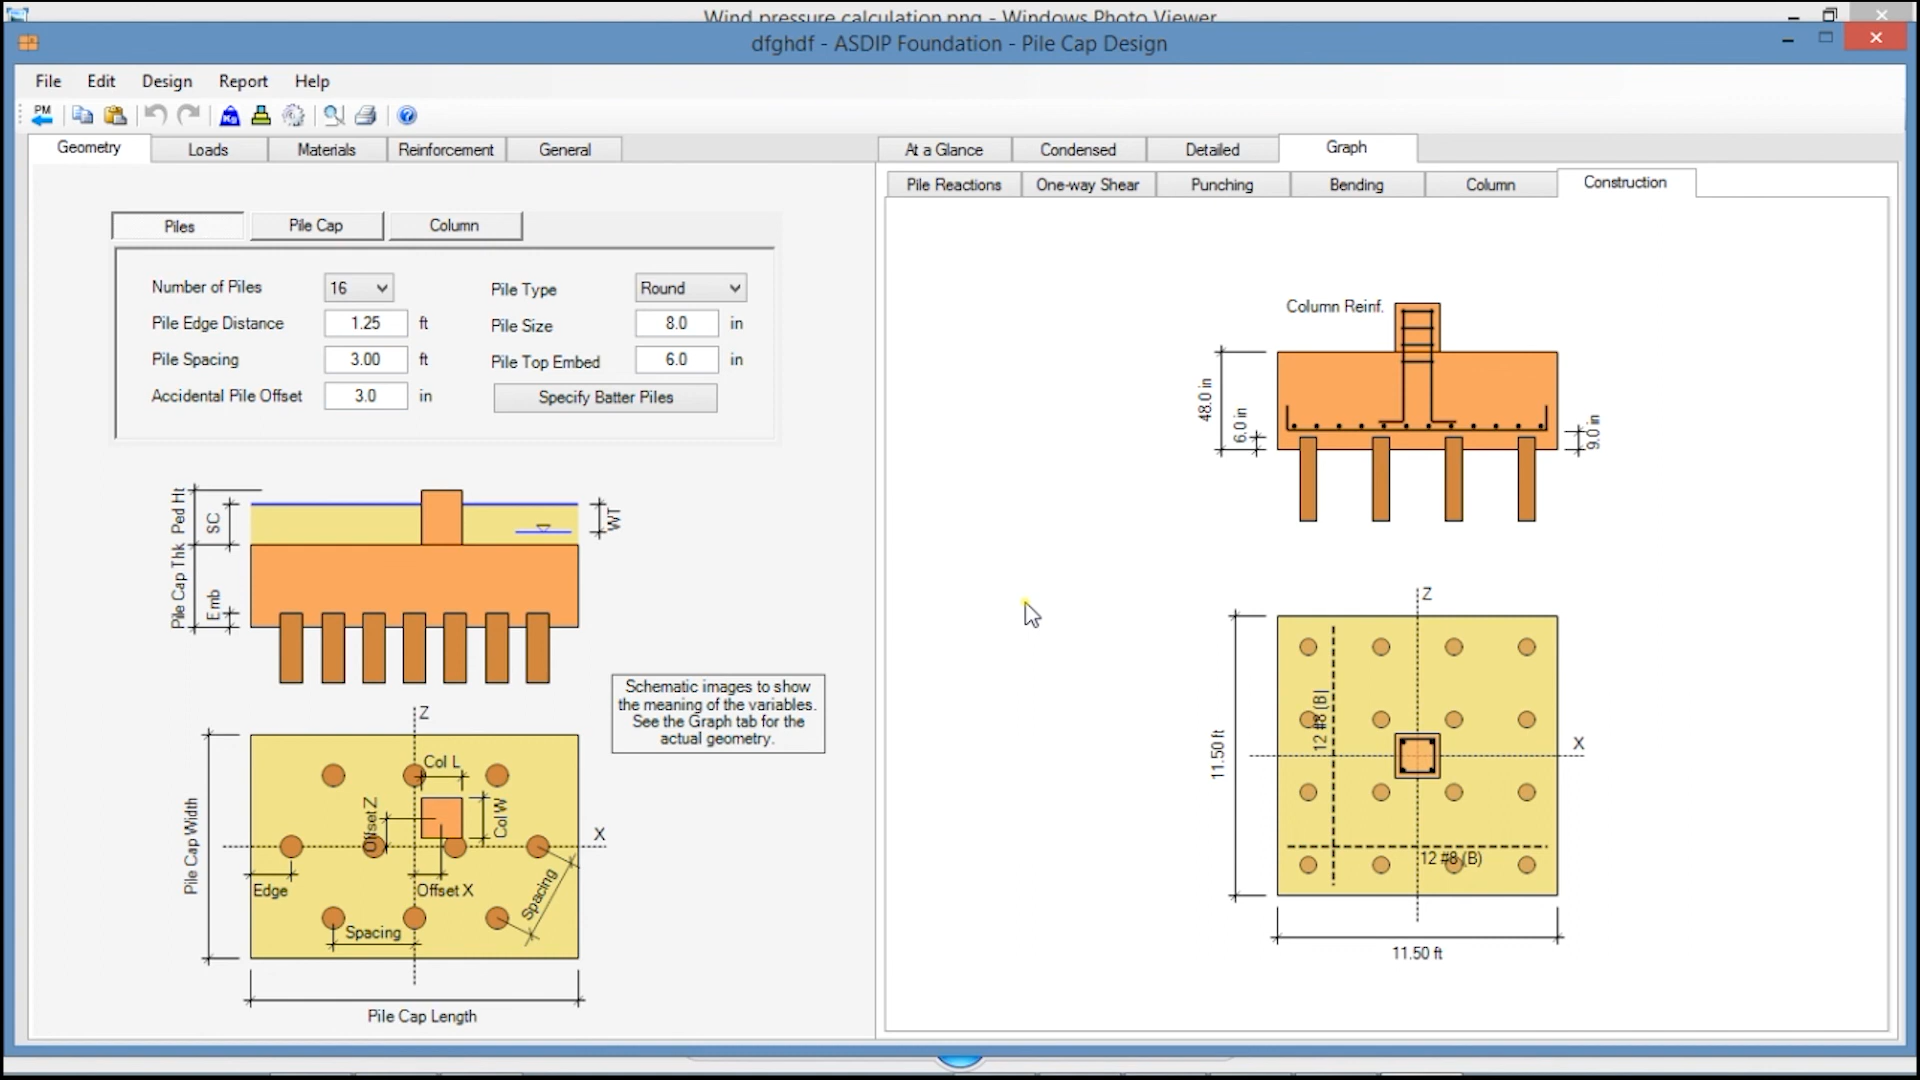 Wind pressure calculation.png - Windows Photo Viewer
dfghdf - ASDIP Foundation - Pile Cap Design
File Edit Design Report Help
PM
Kg
Geometry Loads Materials Reinforcement General
At a Glance Condensed Detailed Graph
Pile Reactions One-way Shear Punching Bending Column Construction
Piles Pile Cap Column
Number of Piles 16
Pile Type Round
Pile Edge Distance 1.25 ft
Pile Size 8.0 in
Pile Spacing 3.00 ft
Pile Top Embed 6.0 in
Accidental Pile Offset 3.0 in
Specify Batter Piles
Ped Ht
SC
WT
Pile Cap Thk
Emb
Schematic images to show
the meaning of the variables.
See the Graph tab for the
actual geometry.
Z
Col L
Offset Z
Col W
X
Pile Cap Width
Edge
Offset X
Spacing
Spacing
Pile Cap Length
Column Reinf.
48.0 in
6.0 in
9.0 in
Z
12 #8 (B)
11.50 ft
X
12 #8 (B)
11.50 ft